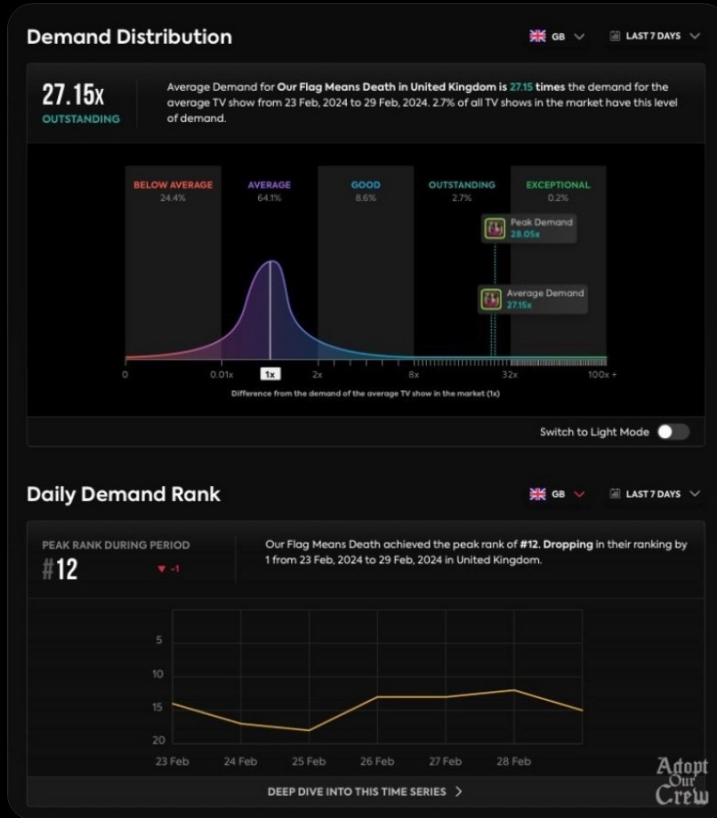 Demand Distribution
GB
LAST 7 DAYS
27.15x
OUTSTANDING
Average Demand for Our Flag Means Death in United Kingdom is 27.15 times the demand for the
average TV show from 23 Feb, 2024 to 29 Feb, 2024. 2.7% of all TV shows in the market have this level
of demand.
BELOW AVERAGE
24.4%
AVERAGE
64.1%
GOOD
8.6%
OUTSTANDING
2.7%
EXCEPTIONAL
0.2%
Peak Demand
28.05x
Average Demand
27.15x
0 0.01x 1x 2x 8x 32x 100x +
Difference from the demand of the average TV show in the market (1x)
Switch to Light Mode
Daily Demand Rank
GB
LAST 7 DAYS
PEAK RANK DURING PERIOD
#12
-1
Our Flag Means Death achieved the peak rank of #12. Dropping in their ranking by
1 from 23 Feb, 2024 to 29 Feb, 2024 in United Kingdom.
5
10
15
20
23 Feb 24 Feb 25 Feb 26 Feb 27 Feb 28 Feb
DEEP DIVE INTO THIS TIME SERIES
Adopt
Our
Crew